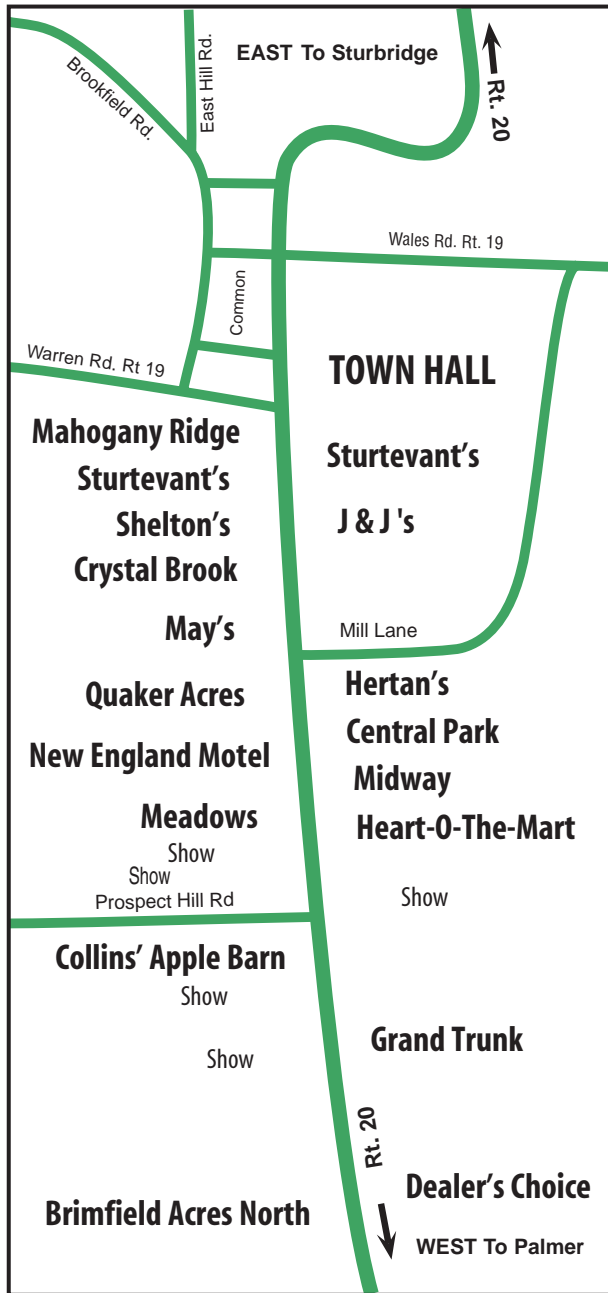 EAST To Sturbridge
Rt. 20
Brookfield Rd.
East Hill Rd.
Wales Rd. Rt. 19
Common
Warren Rd. Rt 19
TOWN HALL
Mahogany Ridge
Sturtevant’s
Sturtevant’s
Shelton’s
J & J 's
Crystal Brook
May’s
Mill Lane
Quaker Acres
Hertan’s
New England Motel
Central Park
Midway
Meadows
Heart-O-The-Mart
Show
Show
Prospect Hill Rd
Show
Collins’ Apple Barn
Show
Show
Grand Trunk
Rt. 20
Brimfield Acres North
Dealer’s Choice
WEST To Palmer